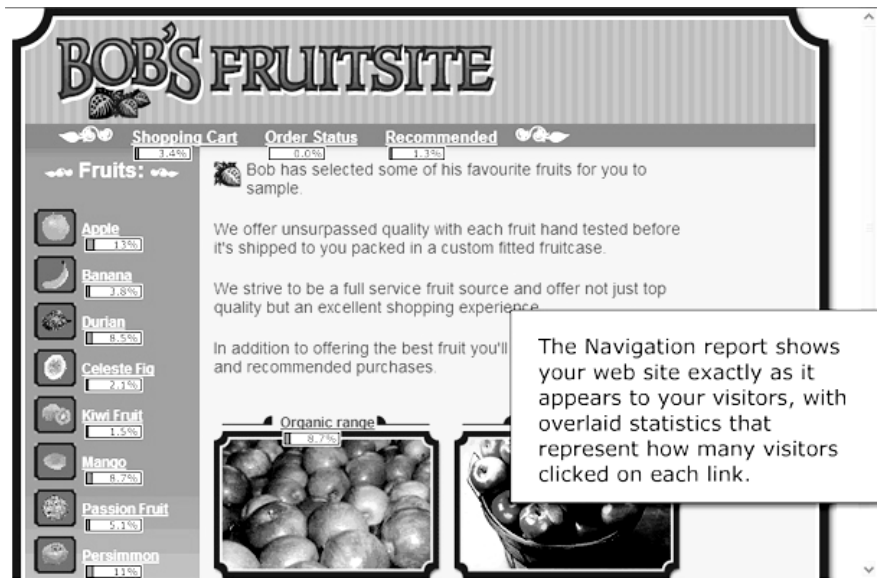 BOB'S FRUITSITE
Shopping Cart Order Status Recommended
3.4% 0.0% 1.3%
Fruits:
Bob has selected some of his favourite fruits for you to
sample.
Apple
13%
We offer unsurpassed quality with each fruit hand tested before
it's shipped to you packed in a custom fitted fruitcase.
Banana
3.8%
We strive to be a full service fruit source and offer not just top
quality but an excellent shopping experience
Durian
8.5%
In addition to offering the best fruit you'll
and recommended purchases.
Celeste Fig
2.1%
Kiwi Fruit
1.5%
Mango
8.7%
Passion Fruit
5.1%
Persimmon
11%
Organic range
8.7%
The Navigation report shows
your web site exactly as it
appears to your visitors, with
overlaid statistics that
represent how many visitors
clicked on each link.